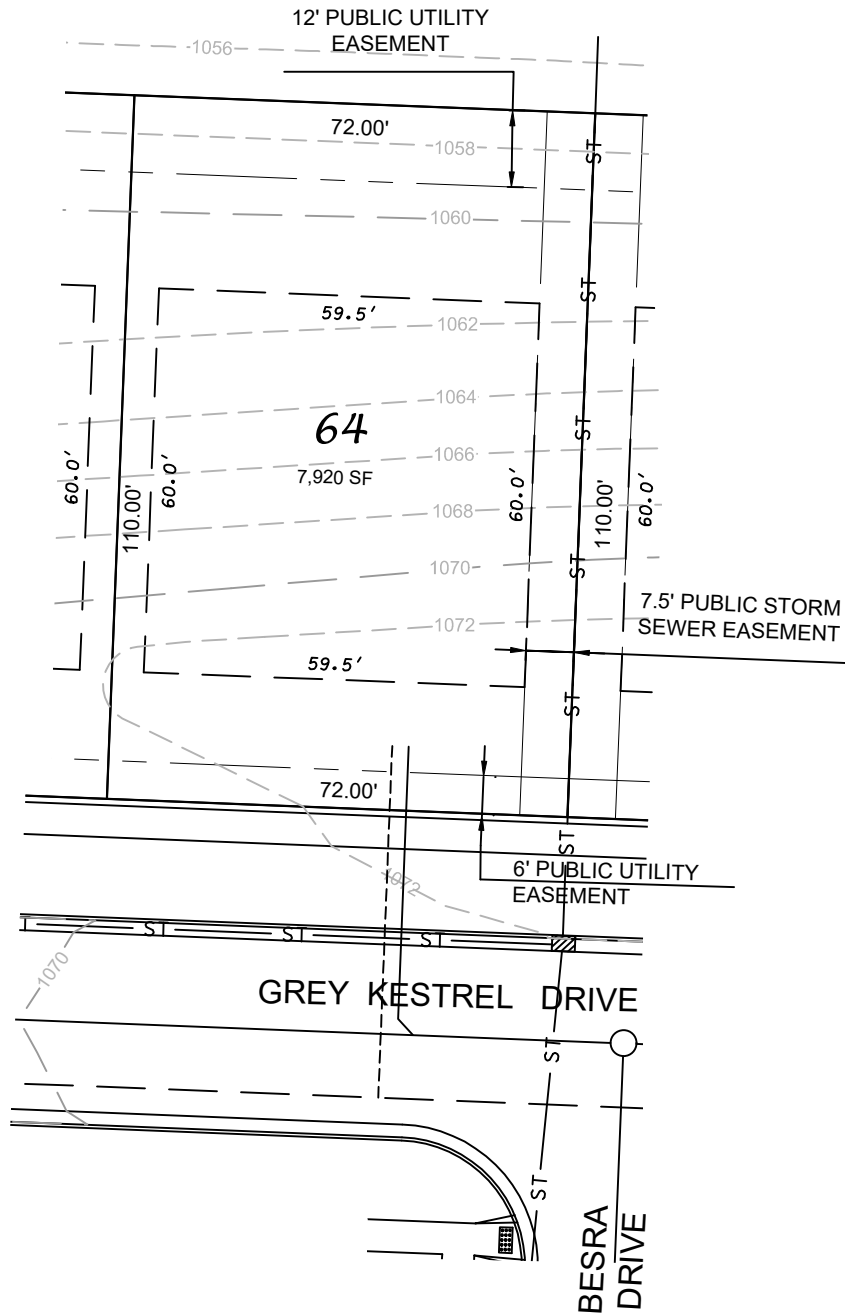 12' PUBLIC UTILITY
EASEMENT
1056
72.00'
1058
ST
1060
ST
59.5'
1062
1064
64
ST
1066
7,920 SF
60.0'
60.0'
110.00'
60.0'
110.00'
60.0'
1068
1070
ST
7.5' PUBLIC STORM
SEWER EASEMENT
1072
59.5'
ST
72.00'
ST
6' PUBLIC UTILITY
EASEMENT
1072
ST
ST
ST
1070
GREY KESTREL DRIVE
ST
ST
BESRA
DRIVE